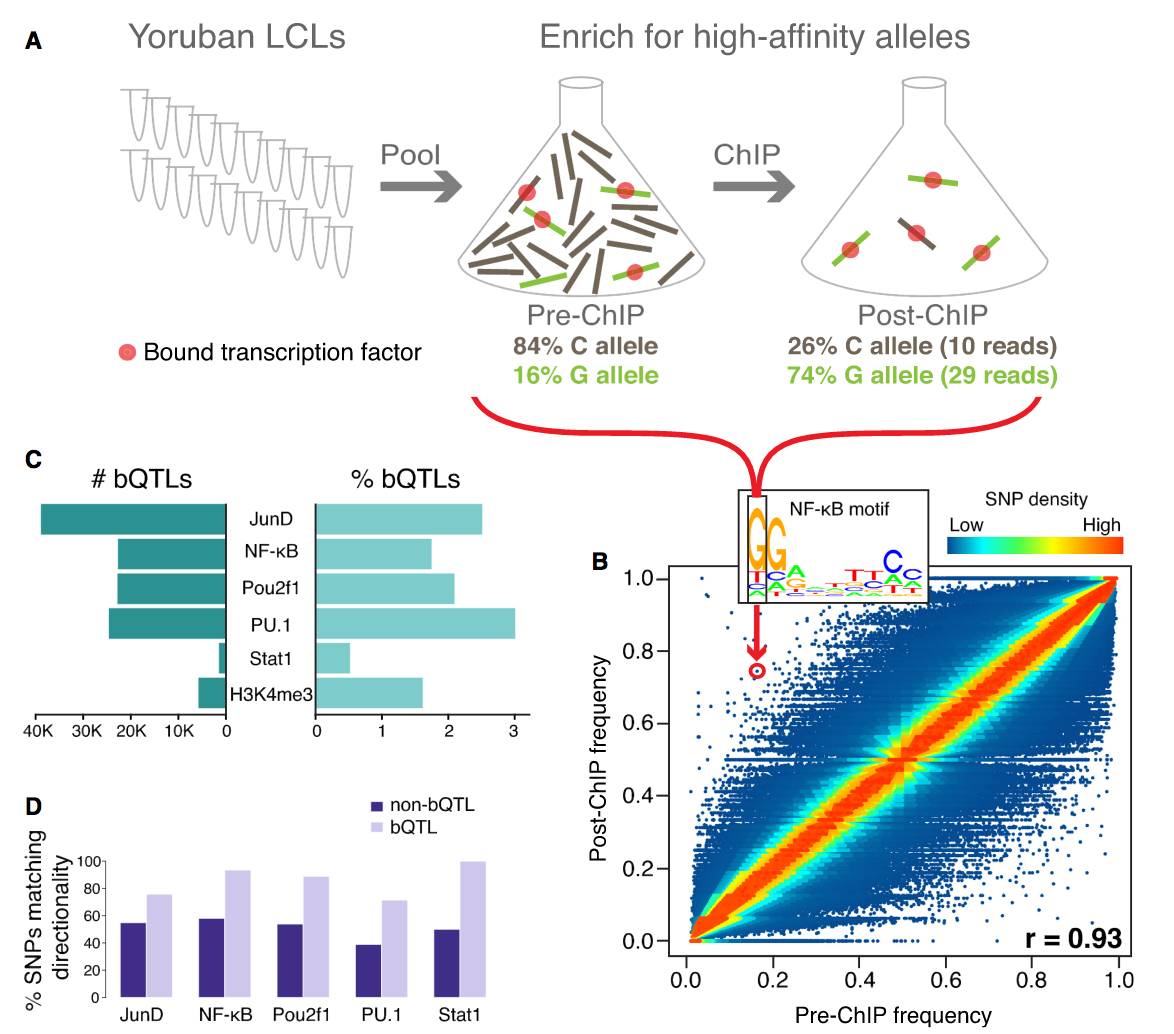 A
Yoruban LCLs
Enrich for high-affinity alleles
Pool
ChIP
Pre-ChIP
84% C allele
16% G allele
Post-ChIP
26% C allele (10 reads)
74% G allele (29 reads)
Bound transcription factor
C
# bQTLs
% bQTLs
JunD
NF-κB
Pou2f1
PU.1
Stat1
H3K4me3
40K 30K 20K 10K 0
0 1 2 3
B
NF-κB motif
SNP density
Low High
1.0
0.8
0.6
0.4
0.2
0.0
Post-ChIP frequency
r = 0.93
0.0 0.2 0.4 0.6 0.8 1.0
Pre-ChIP frequency
D
non-bQTL
bQTL
% SNPs matching
directionality
100
80
60
40
20
0
JunD NF-κB Pou2f1 PU.1 Stat1